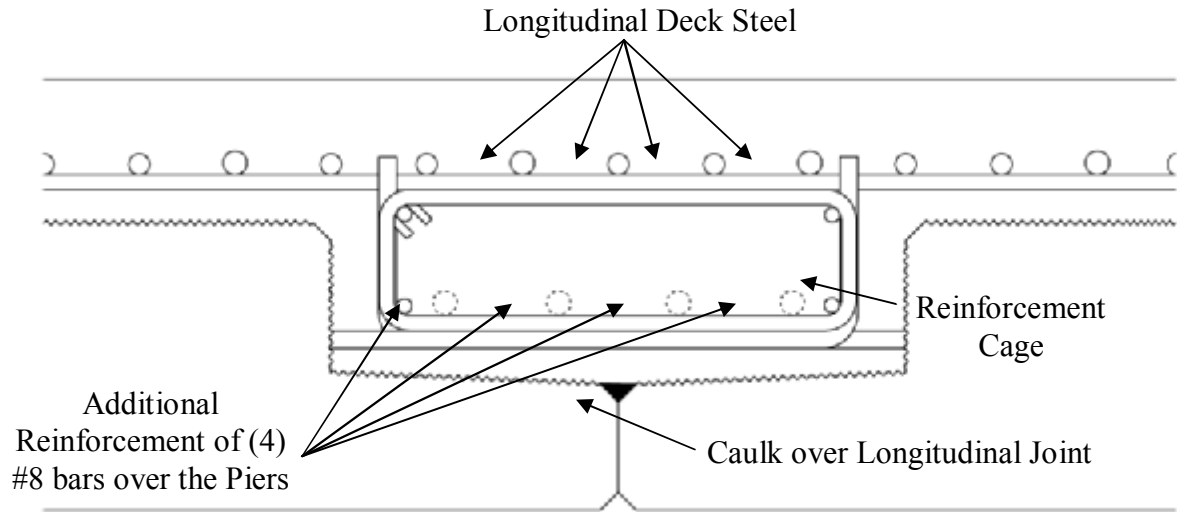 Longitudinal Deck Steel
Reinforcement
Cage
Additional
Reinforcement of (4)
#8 bars over the Piers
Caulk over Longitudinal Joint